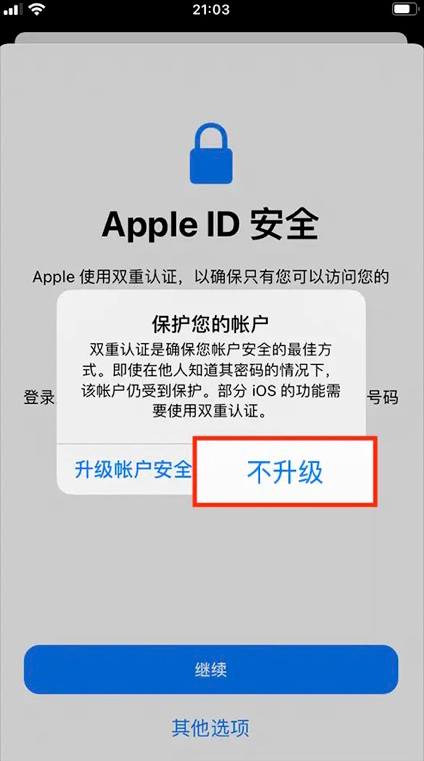 21:03
Apple ID 安全
Apple 使用双重认证，以确保只有您可以访问您的
保护您的帐户
双重认证是确保您帐户安全的最佳方
式。即使在他人知道其密码的情况下，
该帐户仍受到保护。部分 iOS 的功能需
要使用双重认证。
登录
号码
升级帐户安全
不升级
继续
其他选项